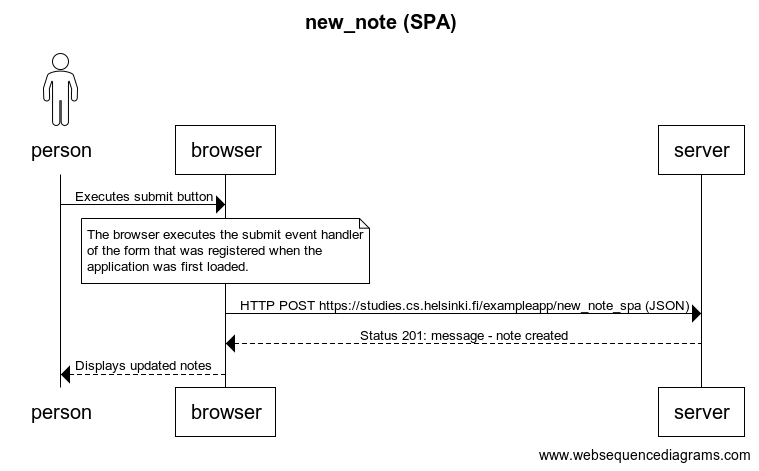 new_note (SPA)
person
browser
server
Executes submit button
The browser executes the submit event handler
of the form that was registered when the
application was first loaded.
HTTP POST https://studies.cs.helsinki.fi/exampleapp/new_note_spa (JSON)
Status 201: message - note created
Displays updated notes
person
browser
server
www.websequencediagrams.com